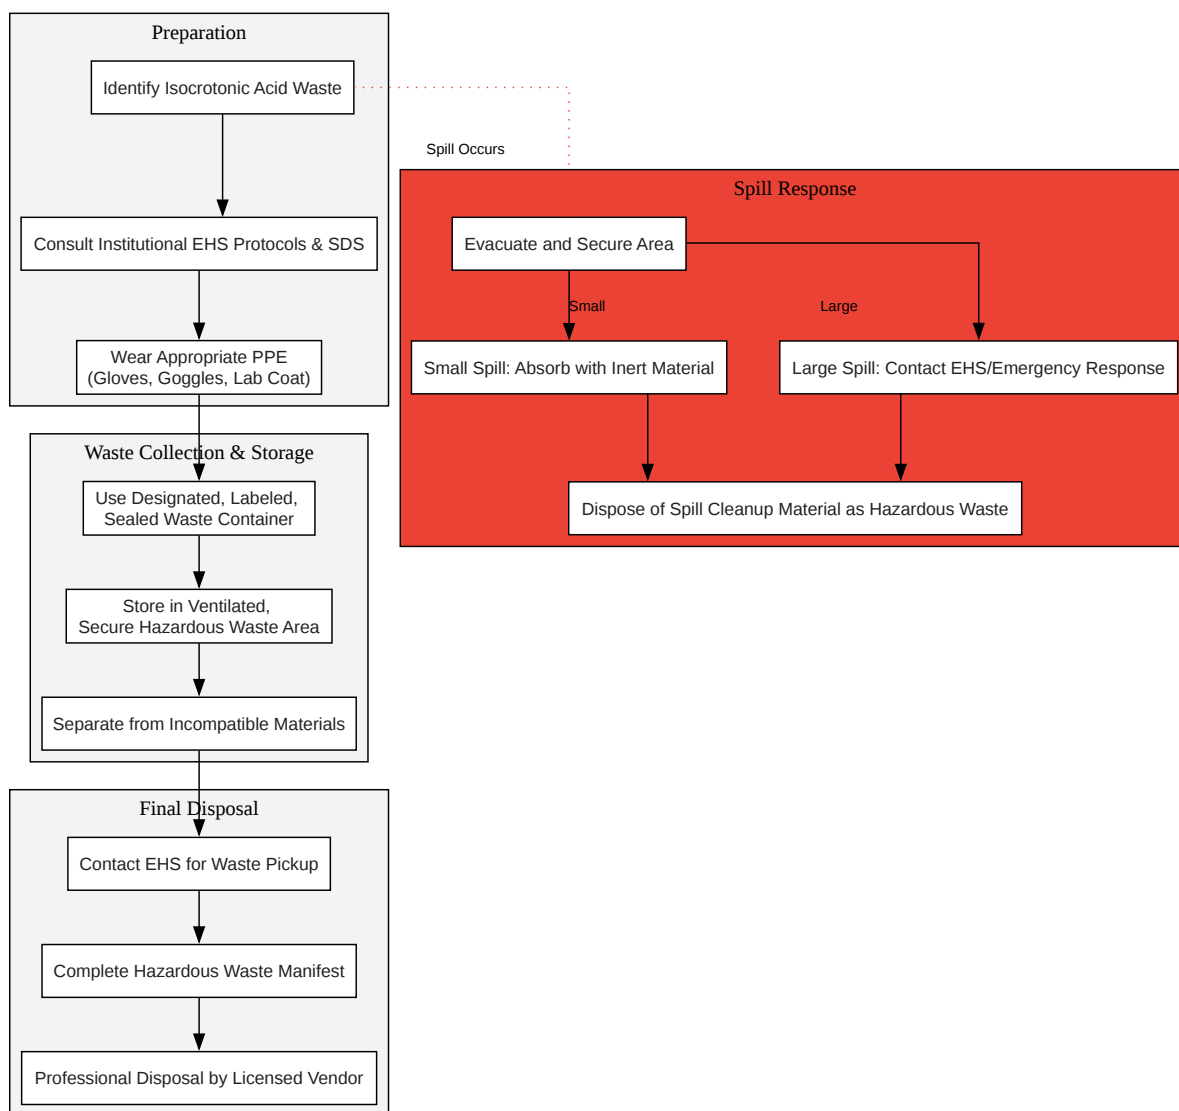 Preparation
Identify Isocrotonic Acid Waste
Consult Institutional EHS Protocols & SDS
Wear Appropriate PPE
(Gloves, Goggles, Lab Coat)
Spill Occurs
Spill Response
Evacuate and Secure Area
Small
Large
Small Spill: Absorb with Inert Material
Large Spill: Contact EHS/Emergency Response
Dispose of Spill Cleanup Material as Hazardous Waste
Waste Collection & Storage
Use Designated, Labeled,
Sealed Waste Container
Store in Ventilated,
Secure Hazardous Waste Area
Separate from Incompatible Materials
Final Disposal
Contact EHS for Waste Pickup
Complete Hazardous Waste Manifest
Professional Disposal by Licensed Vendor